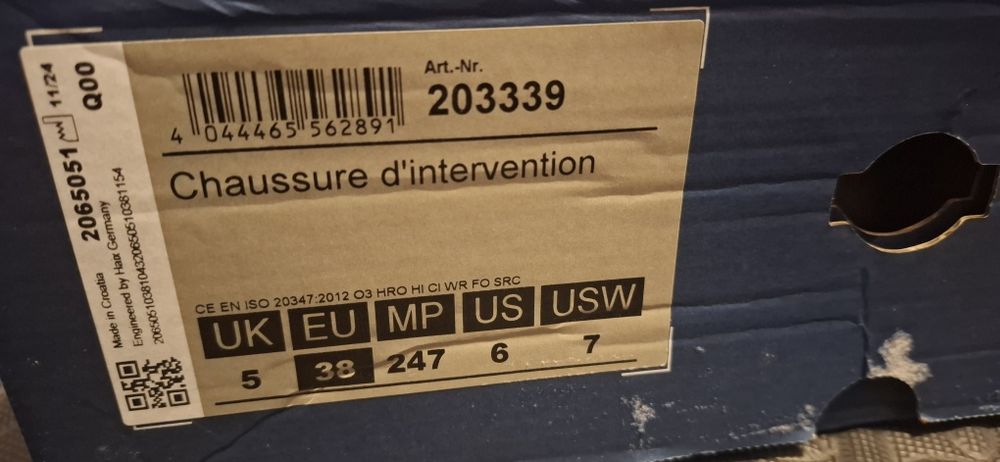 Art.-Nr.
203339
4 044465 562891
Chaussure d'intervention
CE EN ISO 20347:2012 O3 HRO HI CI WR FO SRC
UK EU MP US USW
5 38 247 6 7
2065051 11/24
Q00
Made in Croatia
Engineered by Haix Germany